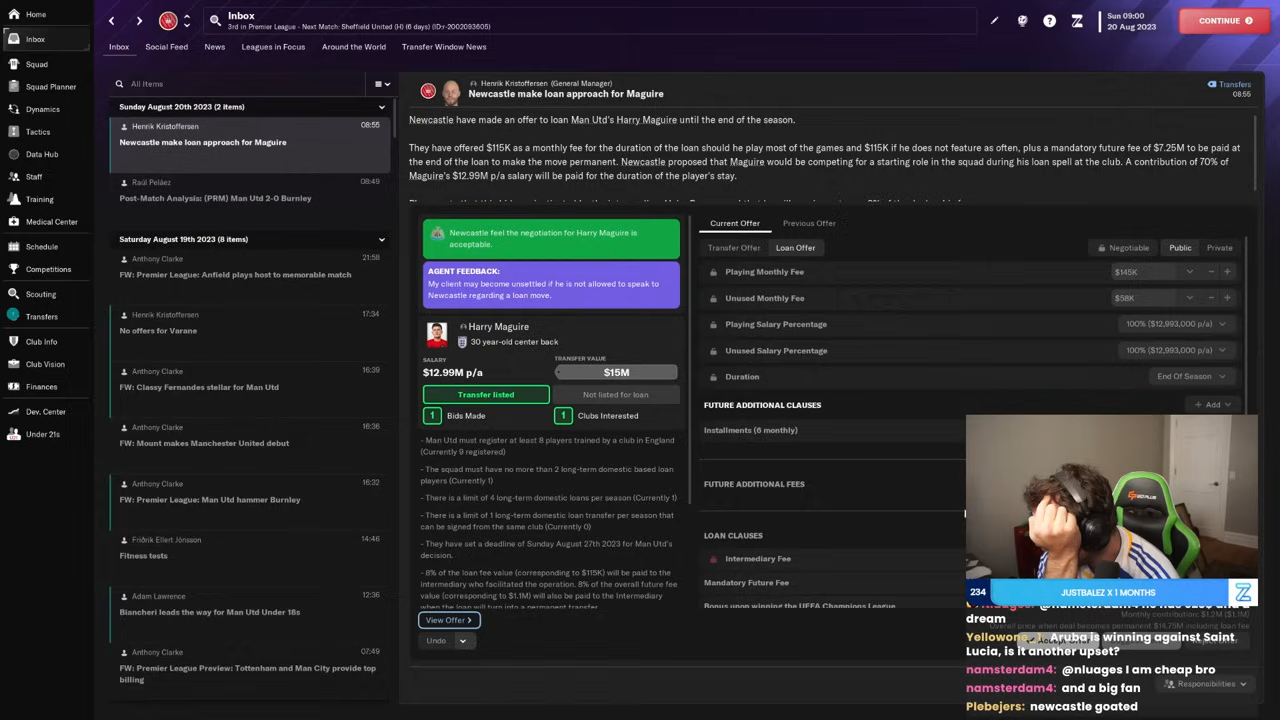 Home
Inbox
Squad
Squad Planner
Dynamics
Tactics
Data Hub
Staff
Training
Medical Center
Schedule
Competitions
Scouting
Transfers
Club Info
Club Vision
Finances
Dev. Center
Under 21s
Inbox
3rd in Premier League - Next Match: Sheffield United (H) (6 days) (ID:r-2002093605)
Sun 09:00
20 Aug 2023
CONTINUE
Inbox Social Feed News Leagues in Focus Around the World Transfer Window News
All Items
Sunday August 20th 2023 (2 items)
Henrik Kristoffersen 08:55
Newcastle make loan approach for Maguire
Raúl Peláez 08:49
Post-Match Analysis: (PRM) Man Utd 2-0 Burnley
Saturday August 19th 2023 (8 items)
Anthony Clarke 21:58
FW: Premier League: Anfield plays host to memorable match
Henrik Kristoffersen 17:34
No offers for Varane
Anthony Clarke 16:39
FW: Classy Fernandes stellar for Man Utd
Anthony Clarke 16:36
FW: Mount makes Manchester United debut
Anthony Clarke 16:32
FW: Premier League: Man Utd hammer Burnley
Friðrik Ellert Jónsson 14:46
Fitness tests
Adam Lawrence 12:36
Biancheri leads the way for Man Utd Under 18s
Anthony Clarke 07:49
FW: Premier League Preview: Tottenham and Man City provide top
billing
Henrik Kristoffersen (General Manager)
Newcastle make loan approach for Maguire
Transfers
08:55
Newcastle have made an offer to loan Man Utd's Harry Maguire until the end of the season.
They have offered $115K as a monthly fee for the duration of the loan should he play most of the games and $115K if he does not feature as often, plus a mandatory future fee of $7.25M to be paid at
the end of the loan to make the move permanent. Newcastle proposed that Maguire would be competing for a starting role in the squad during his loan spell at the club. A contribution of 70% of
Maguire's $12.99M p/a salary will be paid for the duration of the player's stay.
Newcastle feel the negotiation for Harry Maguire is
acceptable.
AGENT FEEDBACK:
My client may become unsettled if he is not allowed to speak to
Newcastle regarding a loan move.
Harry Maguire
30 year-old center back
SALARY
$12.99M p/a
TRANSFER VALUE
$15M
Transfer listed
Not listed for loan
1 Bids Made
1 Clubs Interested
- Man Utd must register at least 8 players trained by a club in England
(Currently 9 registered)
- The squad must have no more than 2 long-term domestic based loan
players (Currently 1)
- There is a limit of 4 long-term domestic loans per season (Currently 1)
- There is a limit of 1 long-term domestic loan transfer per season that
can be signed from the same club (Currently 0)
- They have set a deadline of Sunday August 27th 2023 for Man Utd's
decision.
- 8% of the loan fee value (corresponding to $115K) will be paid to the
intermediary who facilitated the operation. 8% of the overall future fee
value (corresponding to $1.1M) will also be paid to the Intermediary
when the loan will turn into a permanent transfer.
View Offer
Undo
Current Offer Previous Offer
Transfer Offer Loan Offer
Negotiable Public Private
Playing Monthly Fee $145K
Unused Monthly Fee $58K
Playing Salary Percentage 100% ($12,993,000 p/a)
Unused Salary Percentage 100% ($12,993,000 p/a)
Duration End Of Season
FUTURE ADDITIONAL CLAUSES Add
Installments (6 monthly)
FUTURE ADDITIONAL FEES
LOAN CLAUSES
Intermediary Fee
Mandatory Future Fee
Bonus upon winning the UEFA Champions League
Responsibilities
GO PLUS
234
JUSTBALEZ X 1 MONTHS
dream
Yellowone_1: Aruba is winning against Saint
Lucia, is it another upset?
namsterdam4: @nluages I am cheap bro
namsterdam4: and a big fan
Plebejers: newcastle goated